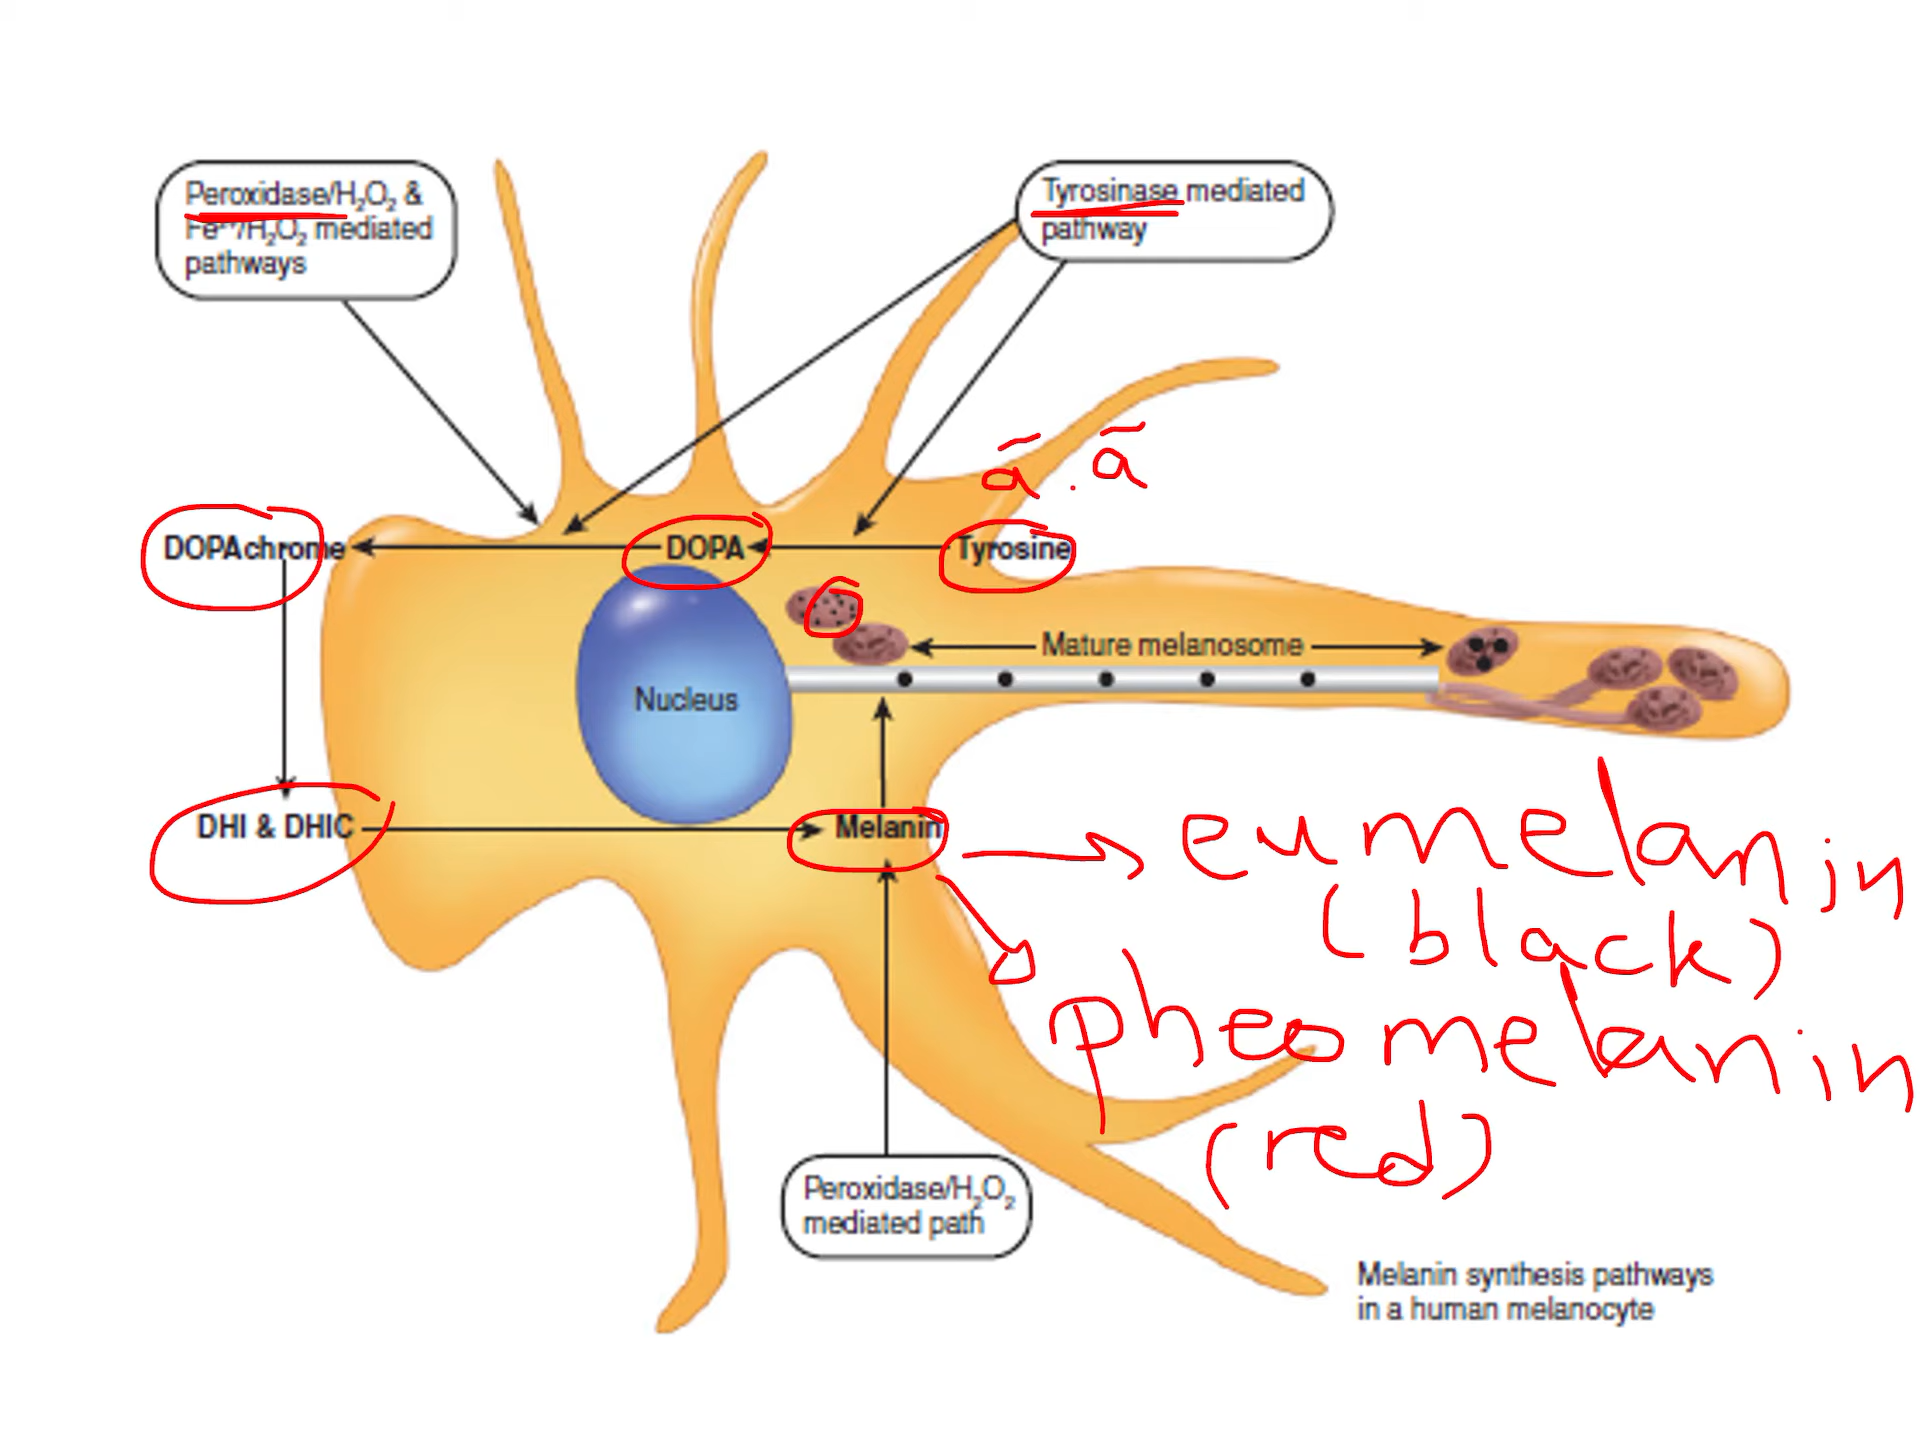 Peroxidase/H₂O₂ &
Fe²⁺/H₂O₂ mediated
pathways
Tyrosinase mediated
pathway
a . a
DOPAchrome
DOPA
Tyrosine
Mature melanosome
Nucleus
DHI & DHIC
Melanin
eumelanin
(black)
pheomelanin
(red)
Peroxidase/H₂O₂
mediated path
Melanin synthesis pathways
in a human melanocyte